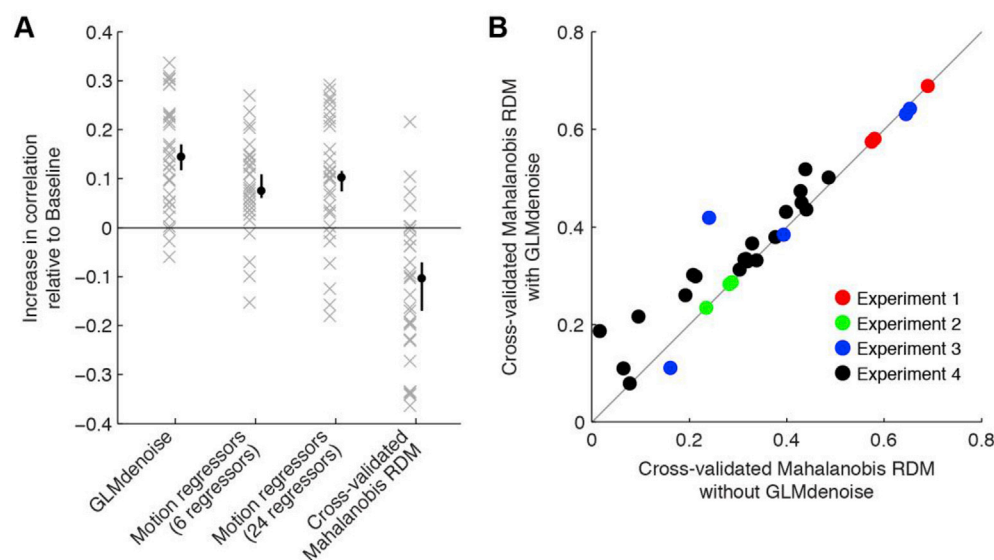 A
Increase in correlation
relative to Baseline
0.4
0.3
0.2
0.1
0
−0.1
−0.2
−0.3
−0.4
GLMdenoise
Motion regressors
(6 regressors)
Motion regressors
(24 regressors)
Cross-validated
Mahalanobis RDM
B
Cross-validated Mahalanobis RDM
with GLMdenoise
0.8
0.6
0.4
0.2
0
0
0.2
0.4
0.6
0.8
Experiment 1
Experiment 2
Experiment 3
Experiment 4
Cross-validated Mahalanobis RDM
without GLMdenoise